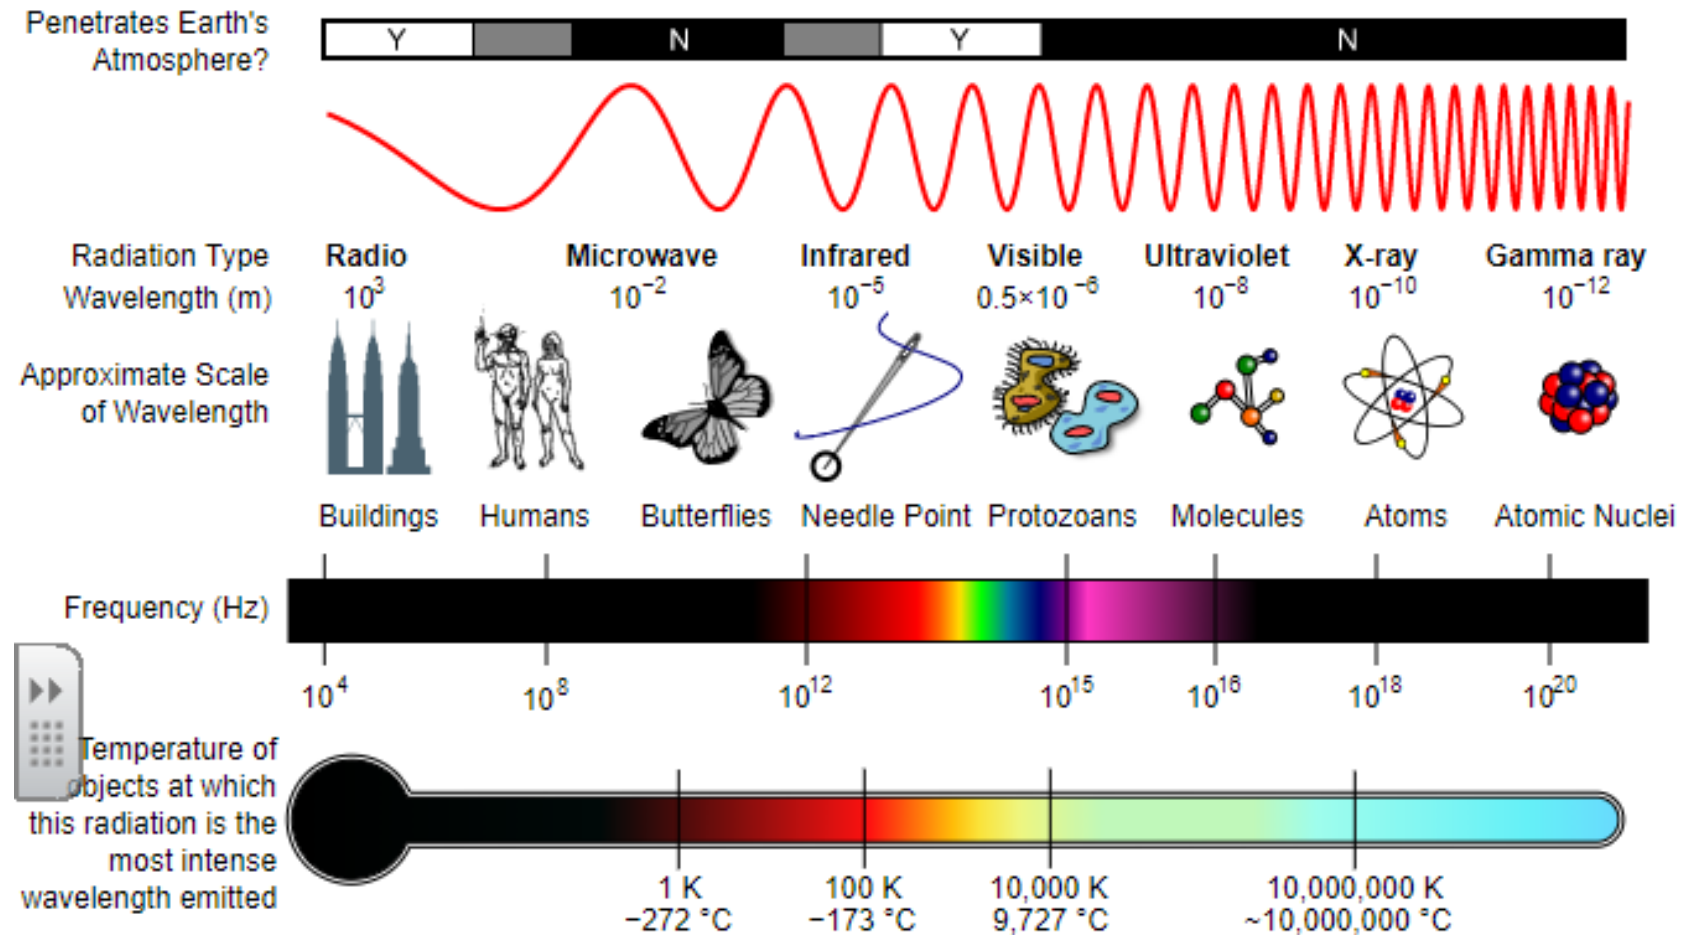 Penetrates Earth's
Atmosphere?
Y N Y N
Radiation Type Radio Microwave Infrared Visible Ultraviolet X-ray Gamma ray
Wavelength (m) 10³ 10⁻² 10⁻⁵ 0.5×10⁻⁶ 10⁻⁸ 10⁻¹⁰ 10⁻¹²
Approximate Scale
of Wavelength
Buildings Humans Butterflies Needle Point Protozoans Molecules Atoms Atomic Nuclei
Frequency (Hz)
10⁴ 10⁸ 10¹² 10¹⁵ 10¹⁶ 10¹⁸ 10²⁰
Temperature of
objects at which
this radiation is the
most intense
wavelength emitted
1 K 100 K 10,000 K 10,000,000 K
−272 °C −173 °C 9,727 °C ~10,000,000 °C